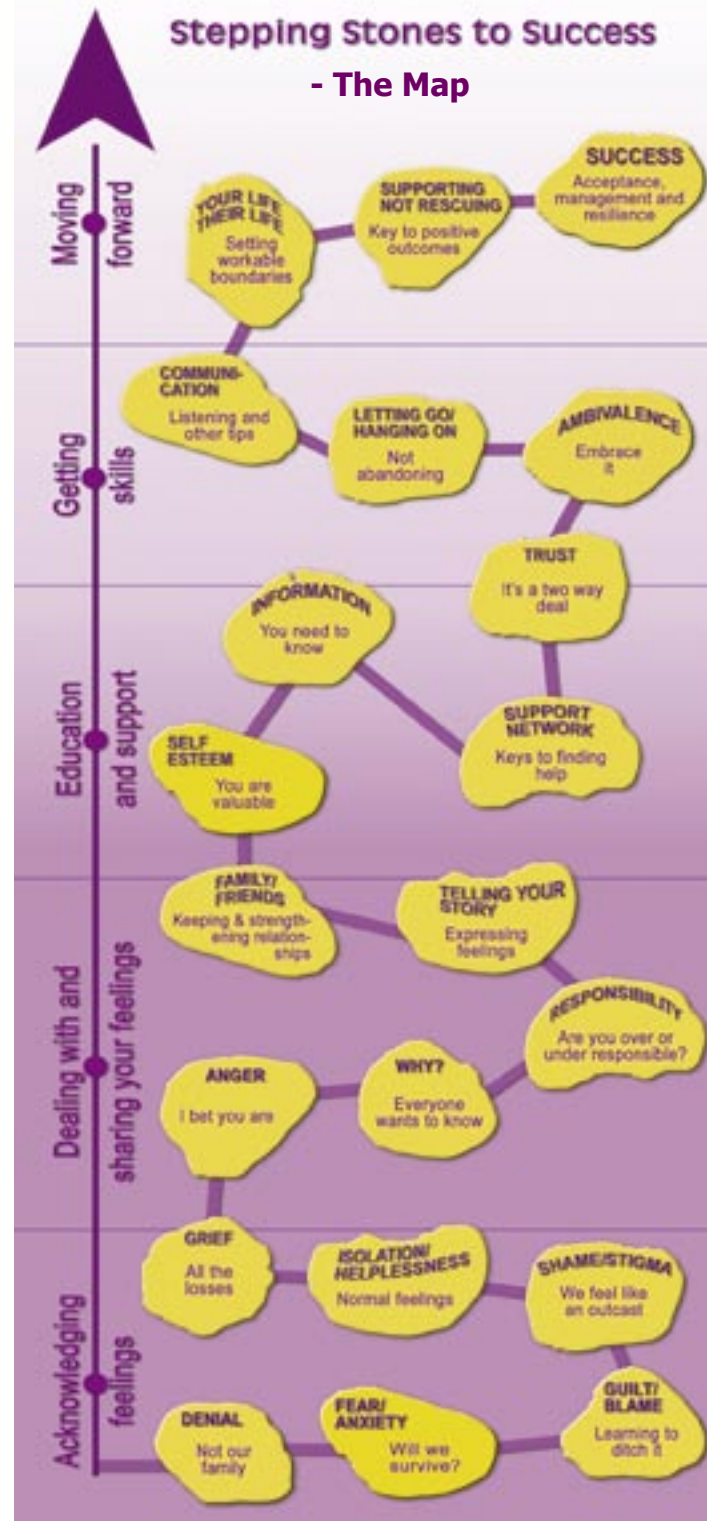 Stepping Stones to Success
- The Map
Moving
forward
YOUR LIFE
THEIR LIFE
Setting
workable
boundaries
SUPPORTING
NOT RESCUING
Key to positive
outcomes
SUCCESS
Acceptance,
management and
resilience
Getting
skills
COMMUNI-
CATION
Listening and
other tips
LETTING GO/
HANGING ON
Not
abandoning
AMBIVALENCE
Embrace
it
TRUST
It's a two way
deal
Education
and support
INFORMATION
You need to
know
SUPPORT
NETWORK
Keys to finding
help
SELF
ESTEEM
You are
valuable
Dealing with and
sharing your feelings
FAMILY/
FRIENDS
Keeping & strength-
ening relation-
ships
TELLING YOUR
STORY
Expressing
feelings
RESPONSIBILITY
Are you over or
under responsible?
ANGER
I bet you are
WHY?
Everyone
wants to know
Acknowledging
feelings
GRIEF
All the
losses
ISOLATION/
HELPLESSNESS
Normal feelings
SHAME/STIGMA
We feel like
an outcast
DENIAL
Not our
family
FEAR/
ANXIETY
Will we
survive?
GUILT/
BLAME
Learning to
ditch it